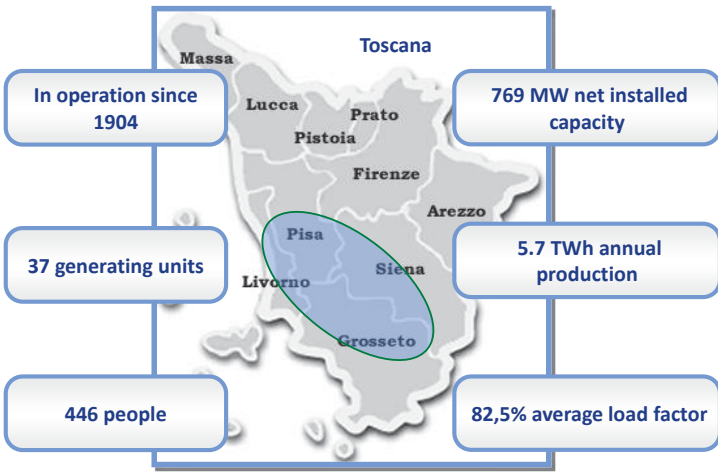 Toscana
Massa
In operation since
1904
769 MW net installed
capacity
Lucca
Prato
Pistoia
Firenze
Arezzo
Pisa
37 generating units
5.7 TWh annual
production
Siena
Livorno
Grosseto
446 people
82,5% average load factor